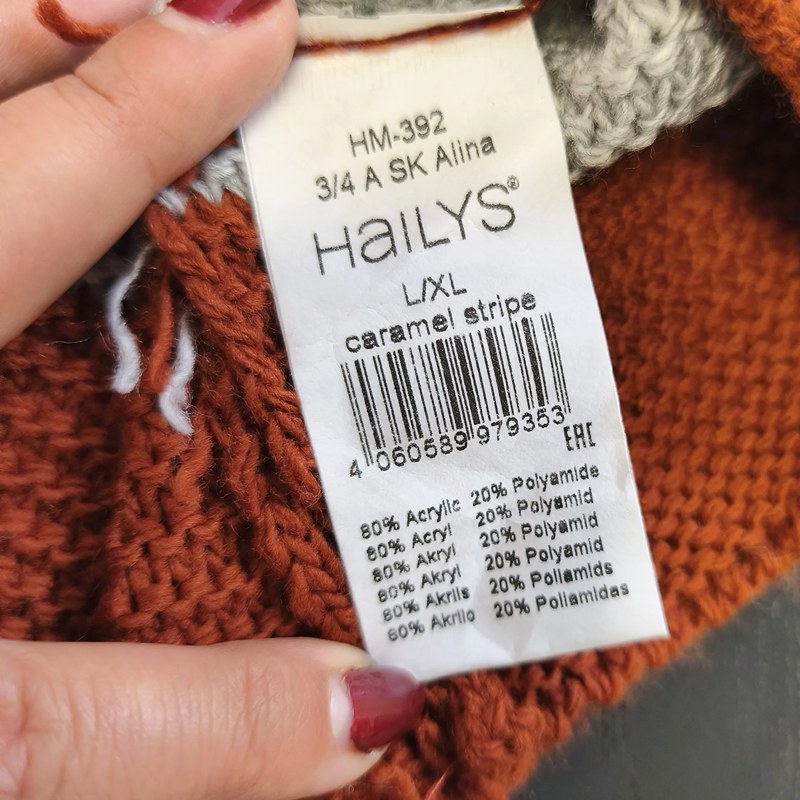 HM-392
3/4 A SK Alina
HaiLYS®
L/XL
caramel stripe
4 060589 979353
EAC
80% Acrylic 20% Polyamide
80% Acryl 20% Polyamid
80% Akryl 20% Polyamid
80% Akryl 20% Polyamid
80% Akrils 20% Poliamids
80% Akrilo 20% Poliamidas